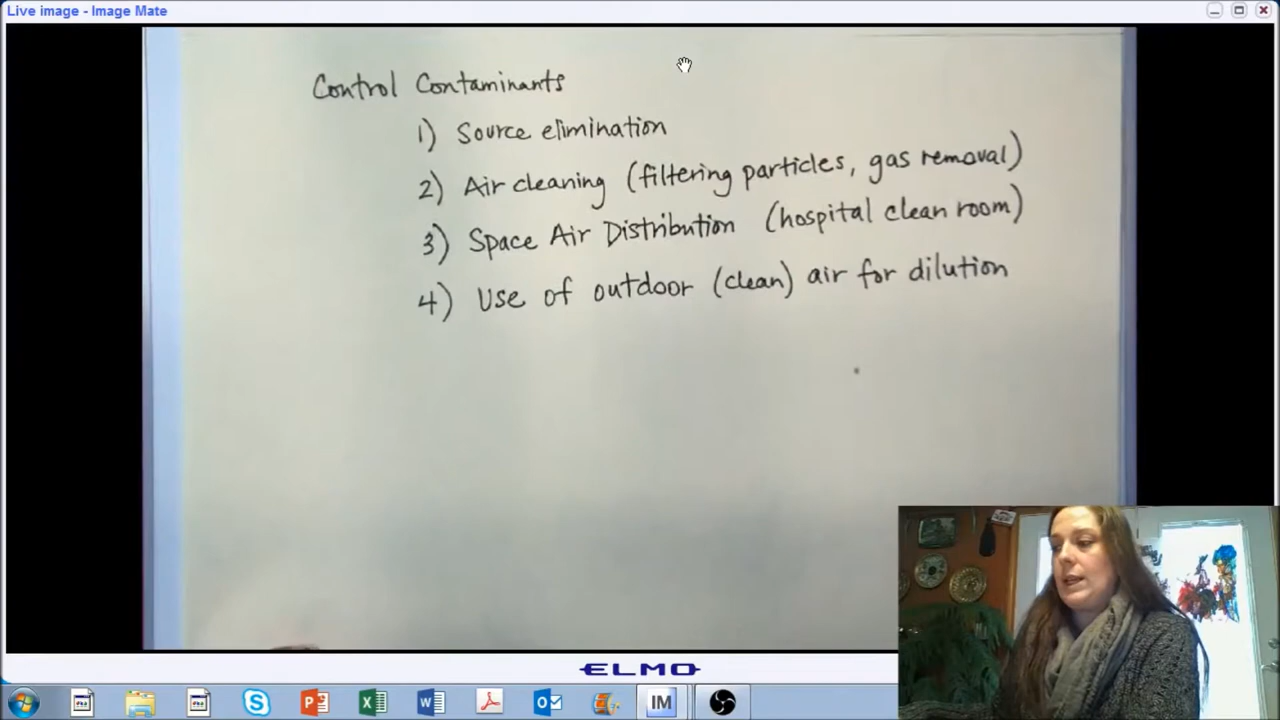 Live image - Image Mate
Control Contaminants
1) Source elimination
2) Air cleaning (filtering particles, gas removal)
3) Space Air Distribution (hospital clean room)
4) Use of outdoor (clean) air for dilution
ELMO
IM